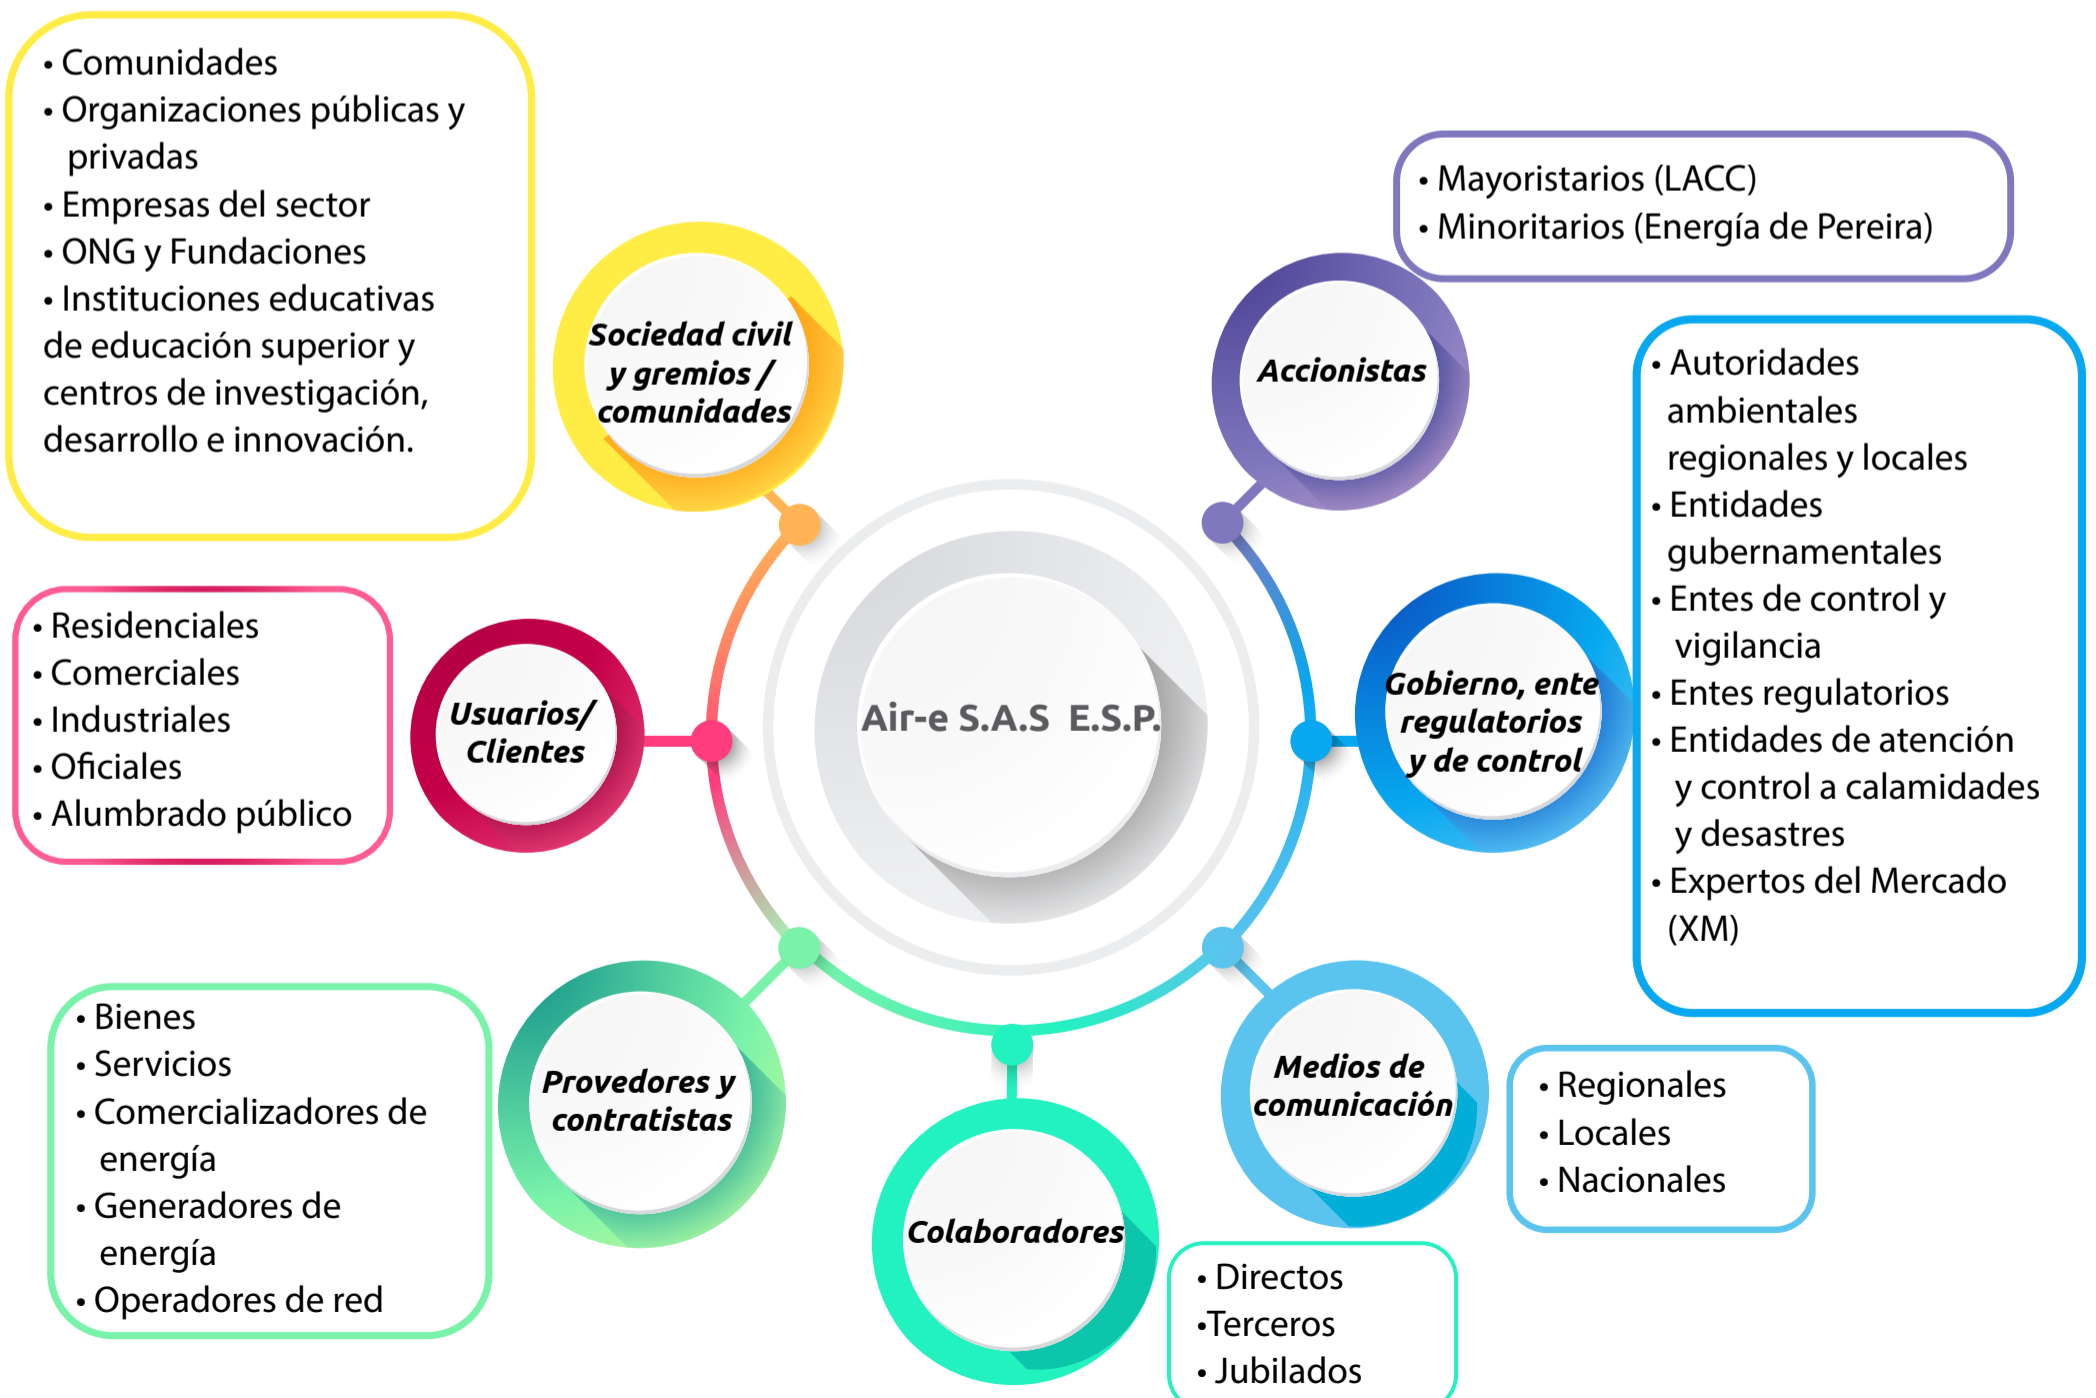 • Comunidades
• Organizaciones públicas y
privadas
• Empresas del sector
• ONG y Fundaciones
• Instituciones educativas
de educación superior y
centros de investigación,
desarrollo e innovación.
Sociedad civil
y gremios /
comunidades
• Mayoristarios (LACC)
• Minoritarios (Energía de Pereira)
Accionistas
• Autoridades
ambientales
regionales y locales
• Entidades
gubernamentales
• Entes de control y
vigilancia
• Entes regulatorios
• Entidades de atención
y control a calamidades
y desastres
• Expertos del Mercado
(XM)
Gobierno, ente
regulatorios
y de control
Air-e S.A.S E.S.P.
• Residenciales
• Comerciales
• Industriales
• Oficiales
• Alumbrado público
Usuarios/
Clientes
• Bienes
• Servicios
• Comercializadores de
energía
• Generadores de
energía
• Operadores de red
Provedores y
contratistas
Colaboradores
• Directos
•Terceros
• Jubilados
Medios de
comunicación
• Regionales
• Locales
• Nacionales